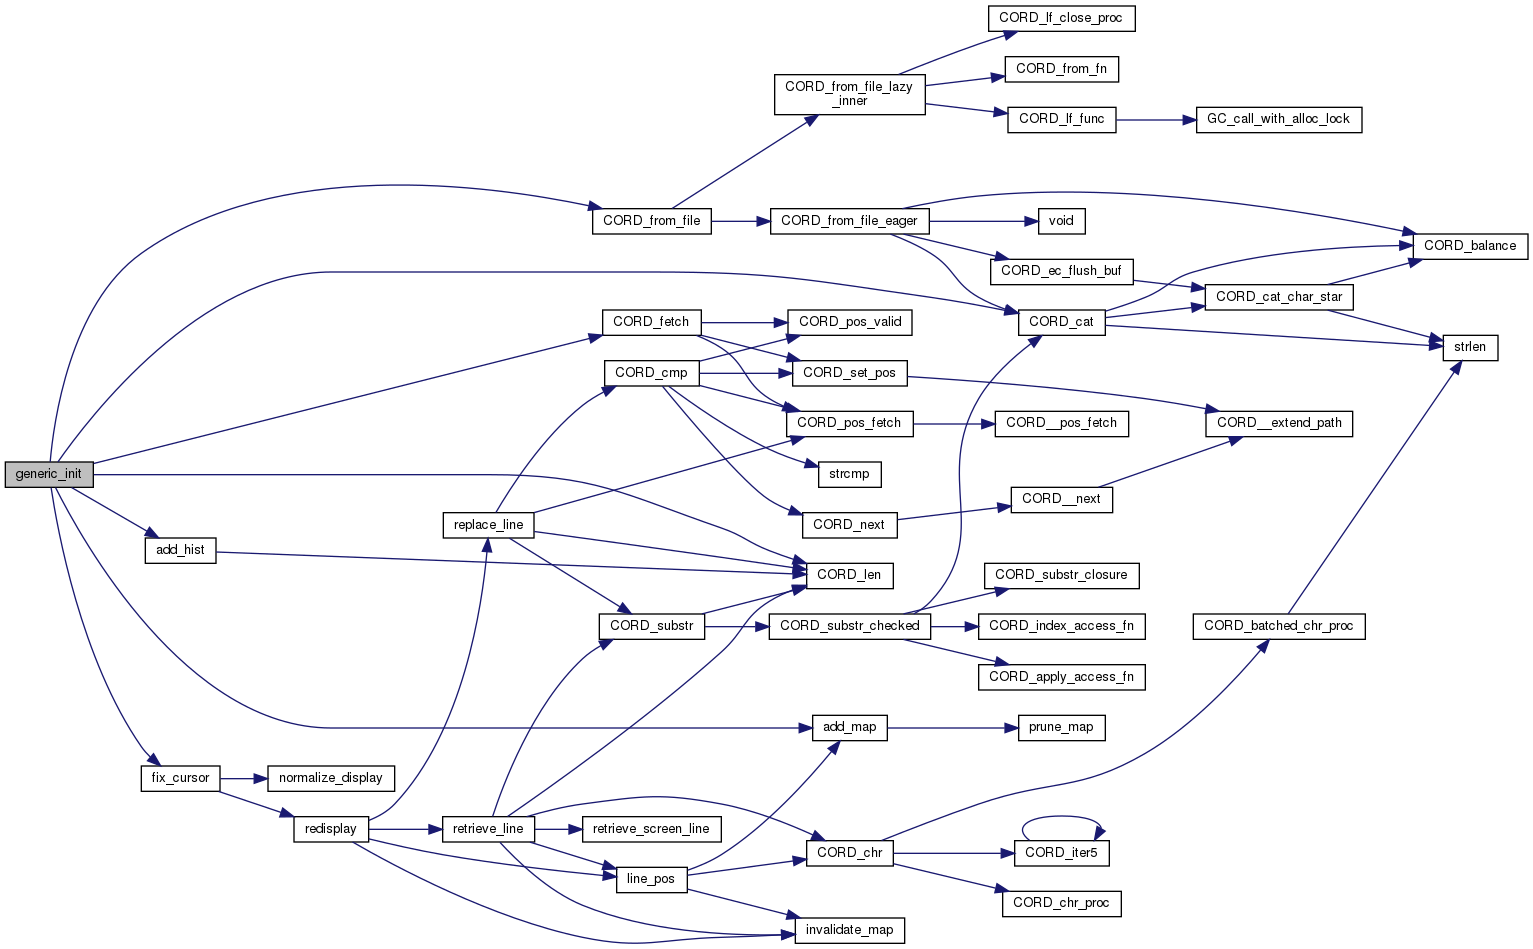 CORD_lf_close_proc
CORD_from_fn
CORD_from_file_lazy
_inner
CORD_lf_func
GC_call_with_alloc_lock
CORD_from_file
CORD_from_file_eager
void
CORD_balance
CORD_ec_flush_buf
CORD_cat_char_star
CORD_fetch
CORD_pos_valid
CORD_cat
strlen
CORD_cmp
CORD_set_pos
CORD_pos_fetch
CORD__pos_fetch
CORD__extend_path
generic_init
strcmp
CORD__next
replace_line
CORD_next
add_hist
CORD_len
CORD_substr_closure
CORD_substr
CORD_substr_checked
CORD_index_access_fn
CORD_batched_chr_proc
CORD_apply_access_fn
add_map
prune_map
fix_cursor
normalize_display
redisplay
retrieve_line
retrieve_screen_line
CORD_chr
CORD_iter5
line_pos
CORD_chr_proc
invalidate_map